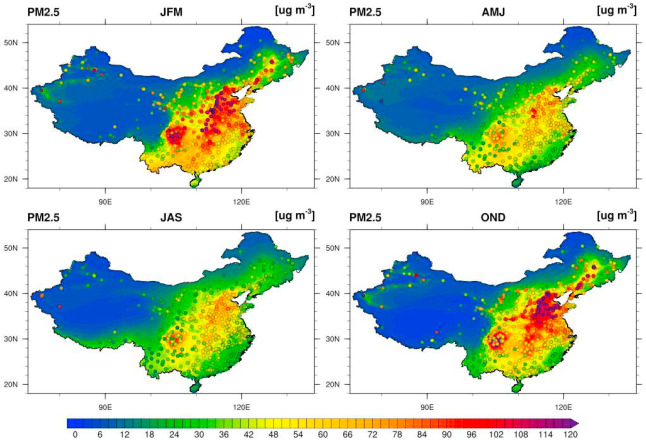 PM2.5 JFM [ug m-3]
50N
40N
30N
20N
90E 120E
PM2.5 AMJ [ug m-3]
50N
40N
30N
20N
90E 120E
PM2.5 JAS [ug m-3]
50N
40N
30N
20N
90E 120E
PM2.5 OND [ug m-3]
50N
40N
30N
20N
90E 120E
0 6 12 18 24 30 36 42 48 54 60 66 72 78 84 90 96 102 108 114 120